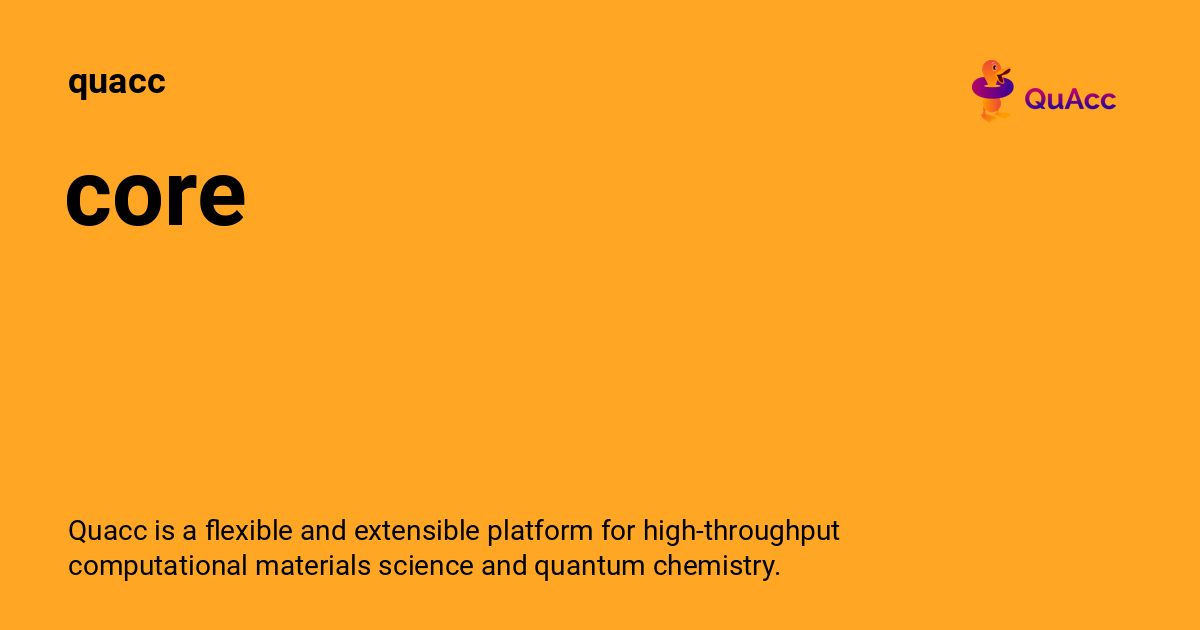 quacc
QuAcc
core
Quacc is a flexible and extensible platform for high-throughput
computational materials science and quantum chemistry.